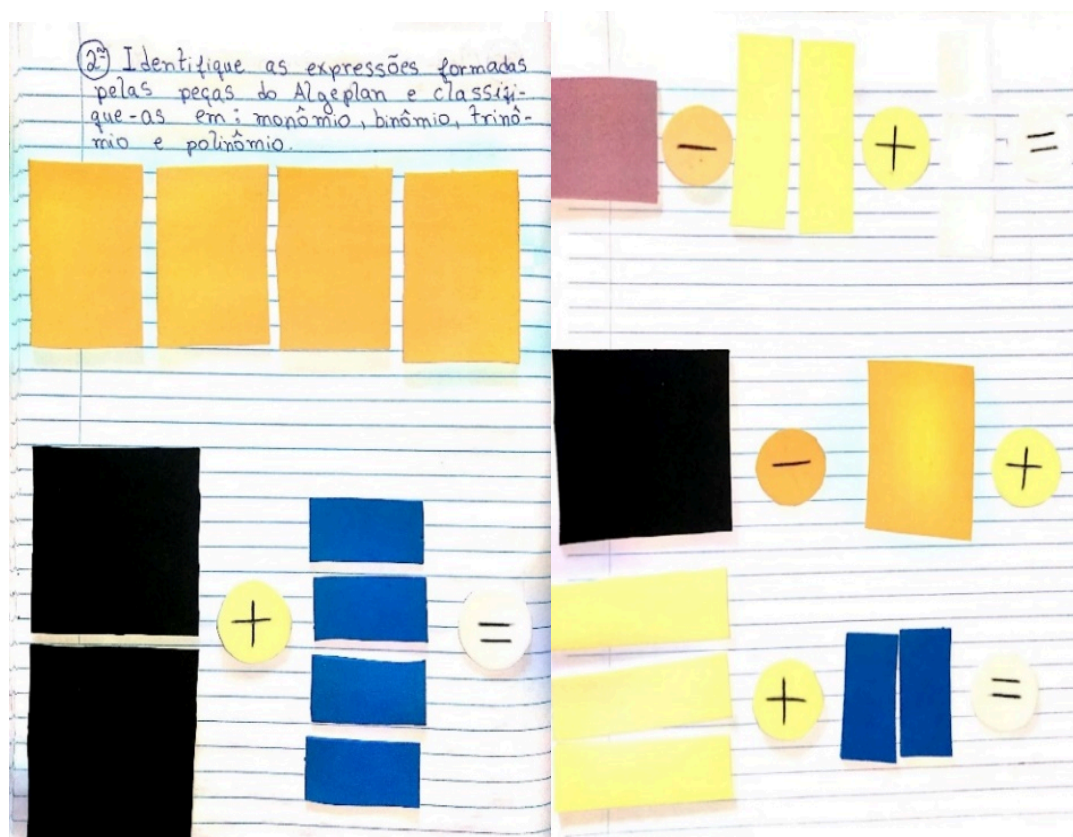 2ª) Identifique as expressões formadas
pelas peças do Algeplan e classifi-
que-as em: monômio, binômio, trinô-
mio e polinômio.
+ =
- + =
- +
+ =